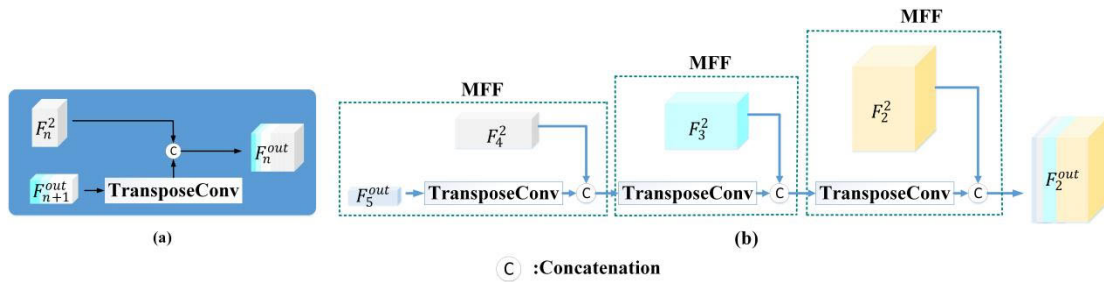 F_n^2
C
F_n^{out}
F_{n+1}^{out}
TransposeConv
(a)
MFF
MFF
MFF
F_4^2
F_3^2
F_2^2
F_5^{out}
TransposeConv
C
TransposeConv
C
TransposeConv
C
F_2^{out}
(b)
C :Concatenation